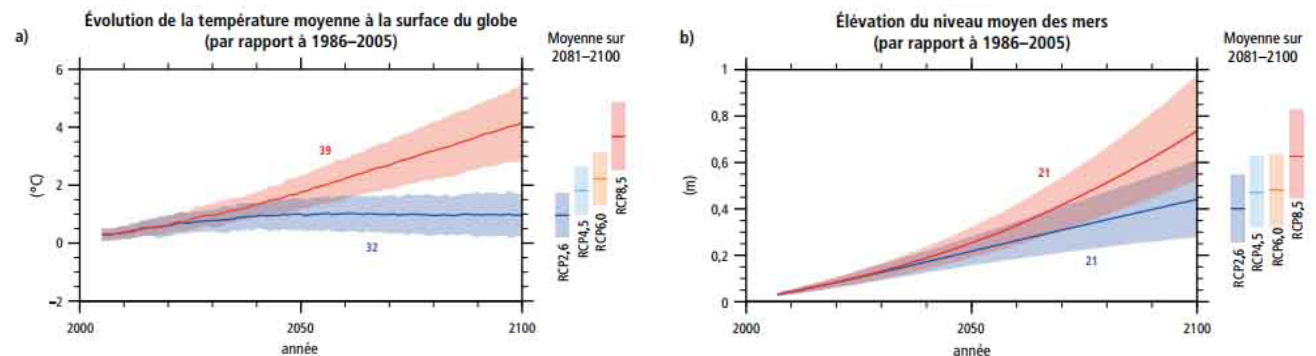 a)
Évolution de la température moyenne à la surface du globe
(par rapport à 1986–2005)
Moyenne sur
2081–2100
6
4
2
0
–2
(°C)
39
32
2000
2050
2100
année
RCP2,6
RCP4,5
RCP6,0
RCP8,5
b)
Élévation du niveau moyen des mers
(par rapport à 1986–2005)
Moyenne sur
2081–2100
1
0,8
0,6
0,4
0,2
0
(m)
21
21
2000
2050
2100
année
RCP2,6
RCP4,5
RCP6,0
RCP8,5